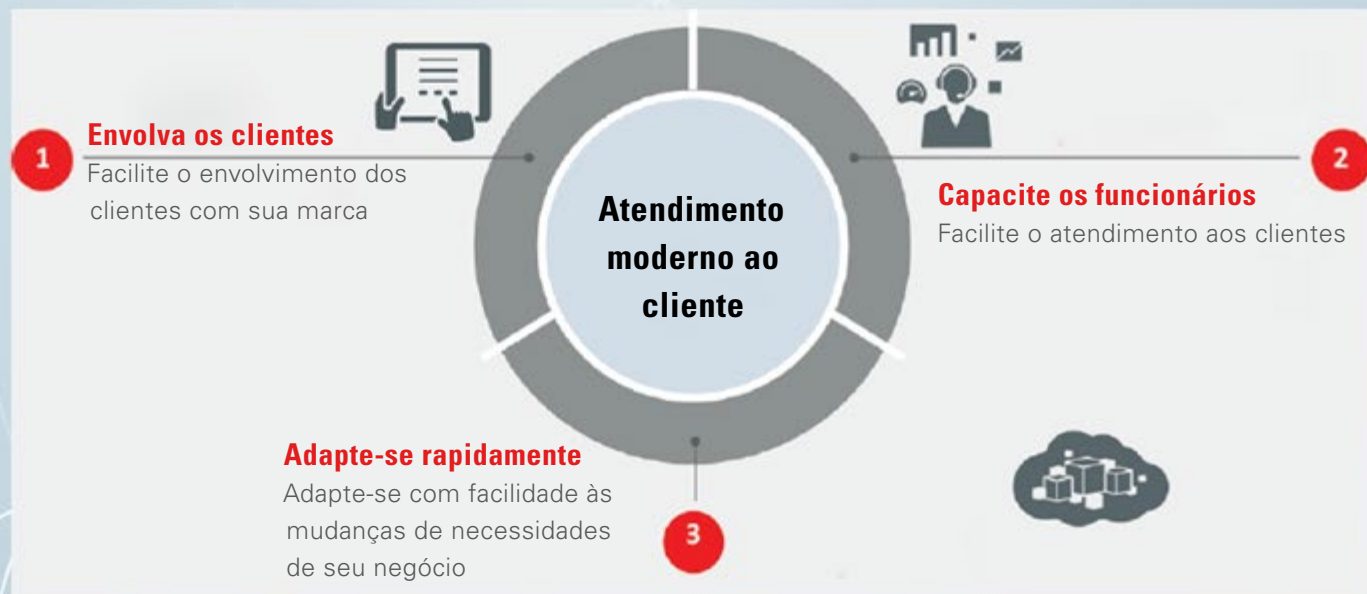 1
Envolva os clientes
Facilite o envolvimento dos
clientes com sua marca
Atendimento
moderno ao
cliente
2
Capacite os funcionários
Facilite o atendimento aos clientes
Adapte-se rapidamente
Adapte-se com facilidade às
mudanças de necessidades
de seu negócio
3